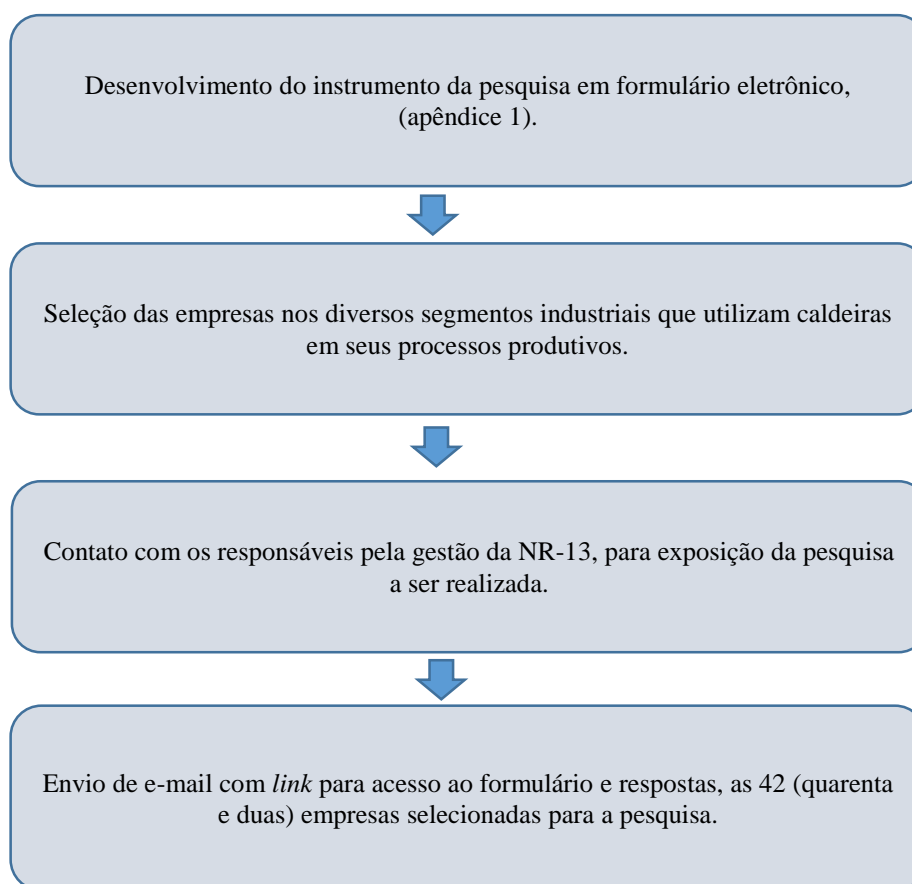 Desenvolvimento do instrumento da pesquisa em formulário eletrônico,
(apêndice 1).
Seleção das empresas nos diversos segmentos industriais que utilizam caldeiras
em seus processos produtivos.
Contato com os responsáveis pela gestão da NR-13, para exposição da pesquisa
a ser realizada.
Envio de e-mail com link para acesso ao formulário e respostas, as 42 (quarenta
e duas) empresas selecionadas para a pesquisa.